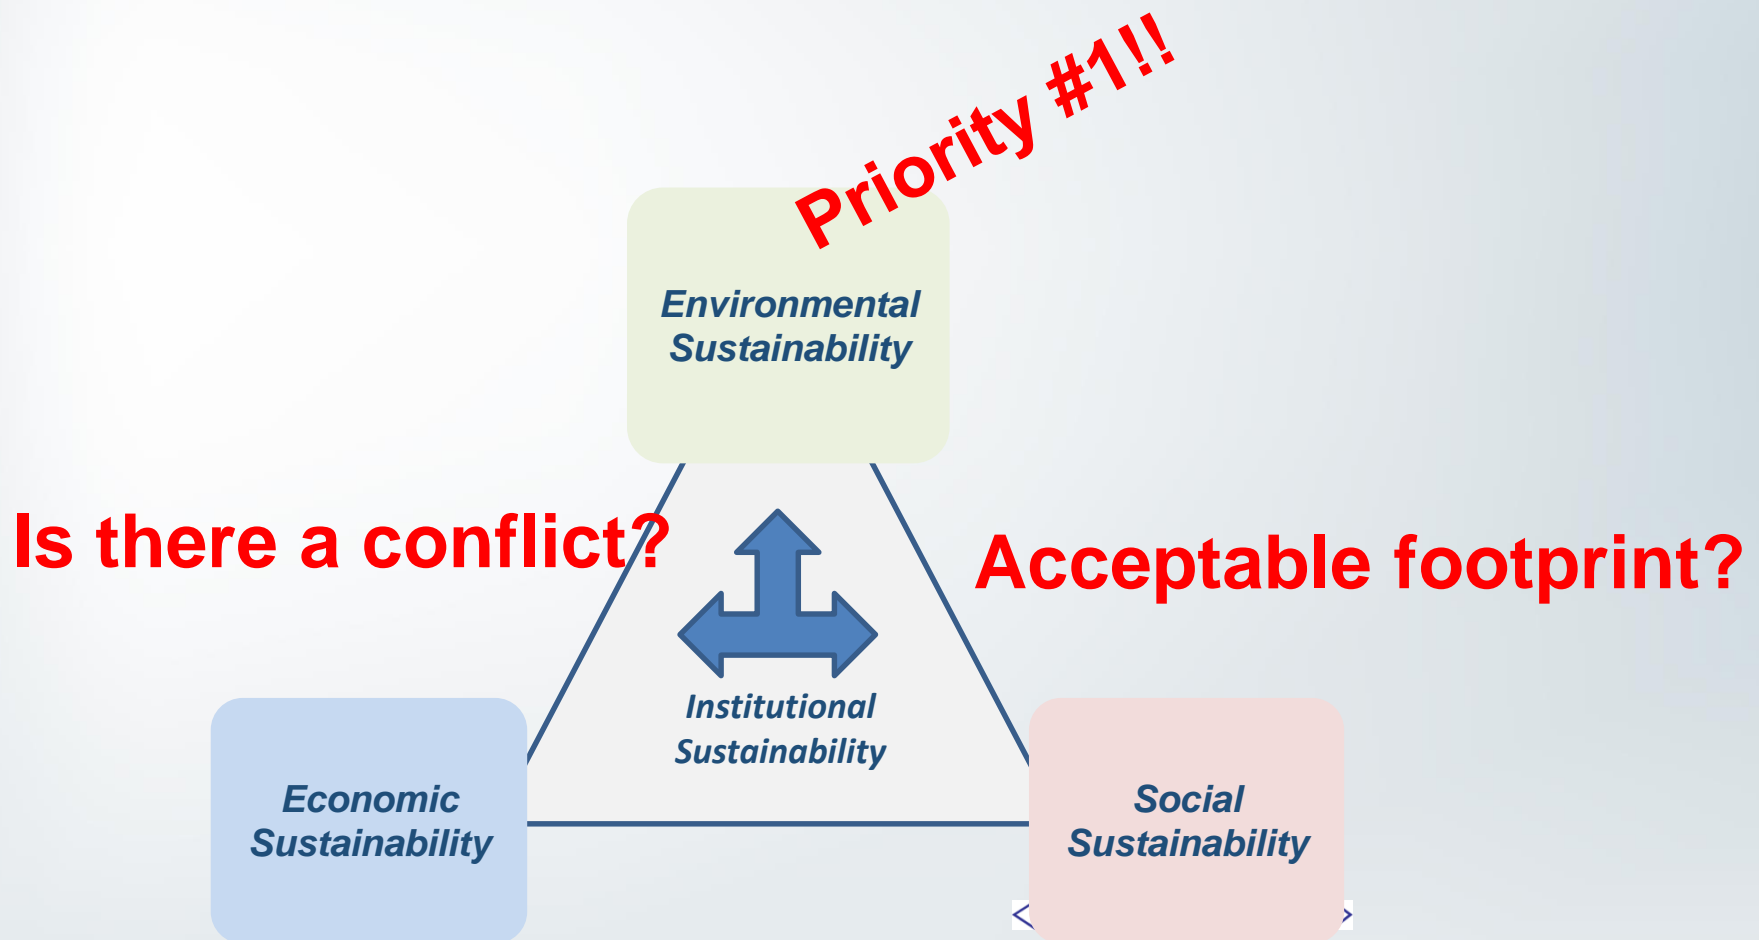 Priority #1!!
Environmental
Sustainability
Is there a conflict?
Acceptable footprint?
Institutional
Sustainability
Economic
Sustainability
Social
Sustainability